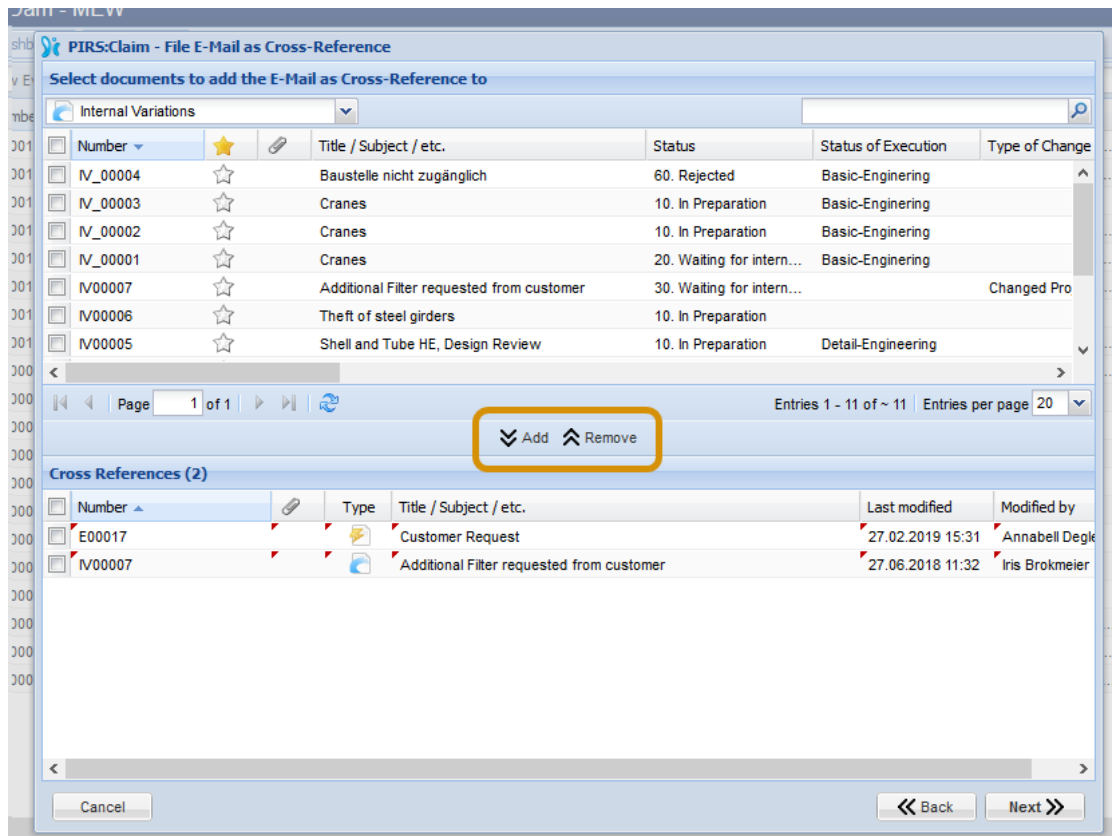 PIRS:Claim - File E-Mail as Cross-Reference
Select documents to add the E-Mail as Cross-Reference to
Internal Variations
Number Title / Subject / etc. Status Status of Execution Type of Change
IV_00004 Baustelle nicht zugänglich 60. Rejected Basic-Enginering
IV_00003 Cranes 10. In Preparation Basic-Enginering
IV_00002 Cranes 10. In Preparation Basic-Enginering
IV_00001 Cranes 20. Waiting for intern... Basic-Enginering
IV00007 Additional Filter requested from customer 30. Waiting for intern... Changed Pro
IV00006 Theft of steel girders 10. In Preparation
IV00005 Shell and Tube HE, Design Review 10. In Preparation Detail-Engineering
Page 1 of 1 Entries 1 - 11 of ~ 11 Entries per page 20
Add Remove
Cross References (2)
Number Type Title / Subject / etc. Last modified Modified by
E00017 Customer Request 27.02.2019 15:31 Annabell Degle
IV00007 Additional Filter requested from customer 27.06.2018 11:32 Iris Brokmeier
Cancel Back Next